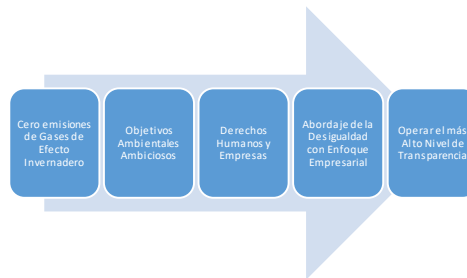 Cero emisiones
de Gases de
Efecto
Invernadero
Objetivos
Ambientales
Ambiciosos
Derechos
Humanos y
Empresas
Abordaje de la
Desigualdad
con Enfoque
Empresarial
Operar el más
Alto Nivel de
Transparencia